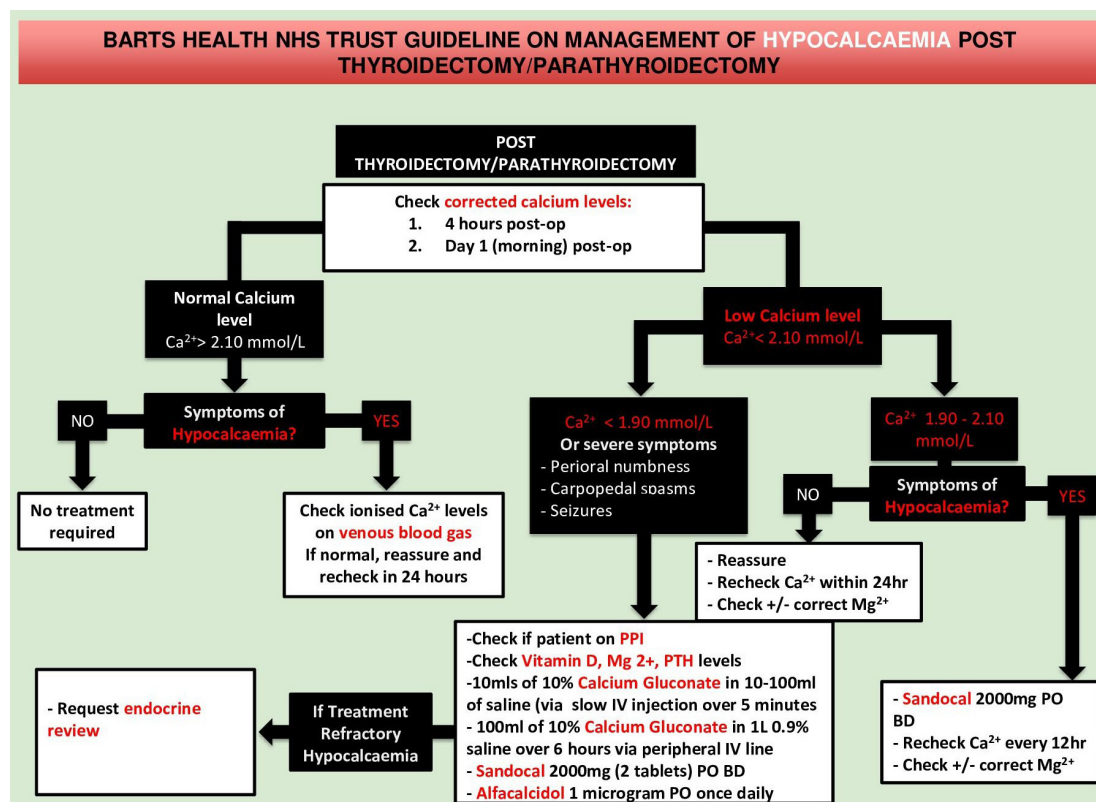 BARTS HEALTH NHS TRUST GUIDELINE ON MANAGEMENT OF HYPOCALCAEMIA POST
THYROIDECTOMY/PARATHYROIDECTOMY
POST
THYROIDECTOMY/PARATHYROIDECTOMY
Check corrected calcium levels:
1. 4 hours post-op
2. Day 1 (morning) post-op
Normal Calcium
level
Ca²⁺> 2.10 mmol/L
Low Calcium level
Ca²⁺< 2.10 mmol/L
NO
Symptoms of
Hypocalcaemia?
YES
No treatment
required
Check ionised Ca²⁺ levels
on venous blood gas
If normal, reassure and
recheck in 24 hours
Ca²⁺ < 1.90 mmol/L
Or severe symptoms
- Perioral numbness
- Carpopedal spasms
- Seizures
Ca²⁺ 1.90 - 2.10
mmol/L
NO
Symptoms of
Hypocalcaemia?
YES
- Reassure
- Recheck Ca²⁺ within 24hr
- Check +/- correct Mg²⁺
-Check if patient on PPI
-Check Vitamin D, Mg 2+, PTH levels
-10mls of 10% Calcium Gluconate in 10-100ml
of saline (via slow IV injection over 5 minutes
- 100ml of 10% Calcium Gluconate in 1L 0.9%
saline over 6 hours via peripheral IV line
- Sandocal 2000mg (2 tablets) PO BD
- Alfacalcidol 1 microgram PO once daily
If Treatment
Refractory
Hypocalcaemia
- Request endocrine
review
- Sandocal 2000mg PO
BD
- Recheck Ca²⁺ every 12hr
- Check +/- correct Mg²⁺